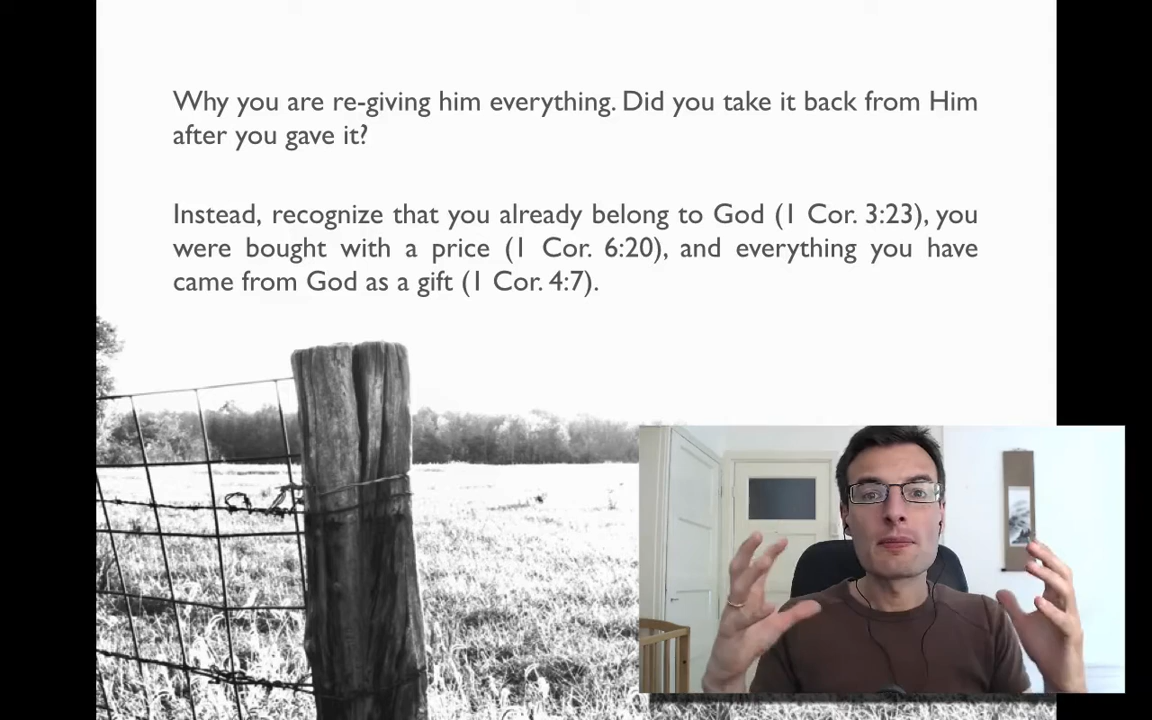 Why you are re-giving him everything. Did you take it back from Him
after you gave it?
Instead, recognize that you already belong to God (1 Cor. 3:23), you
were bought with a price (1 Cor. 6:20), and everything you have
came from God as a gift (1 Cor. 4:7).